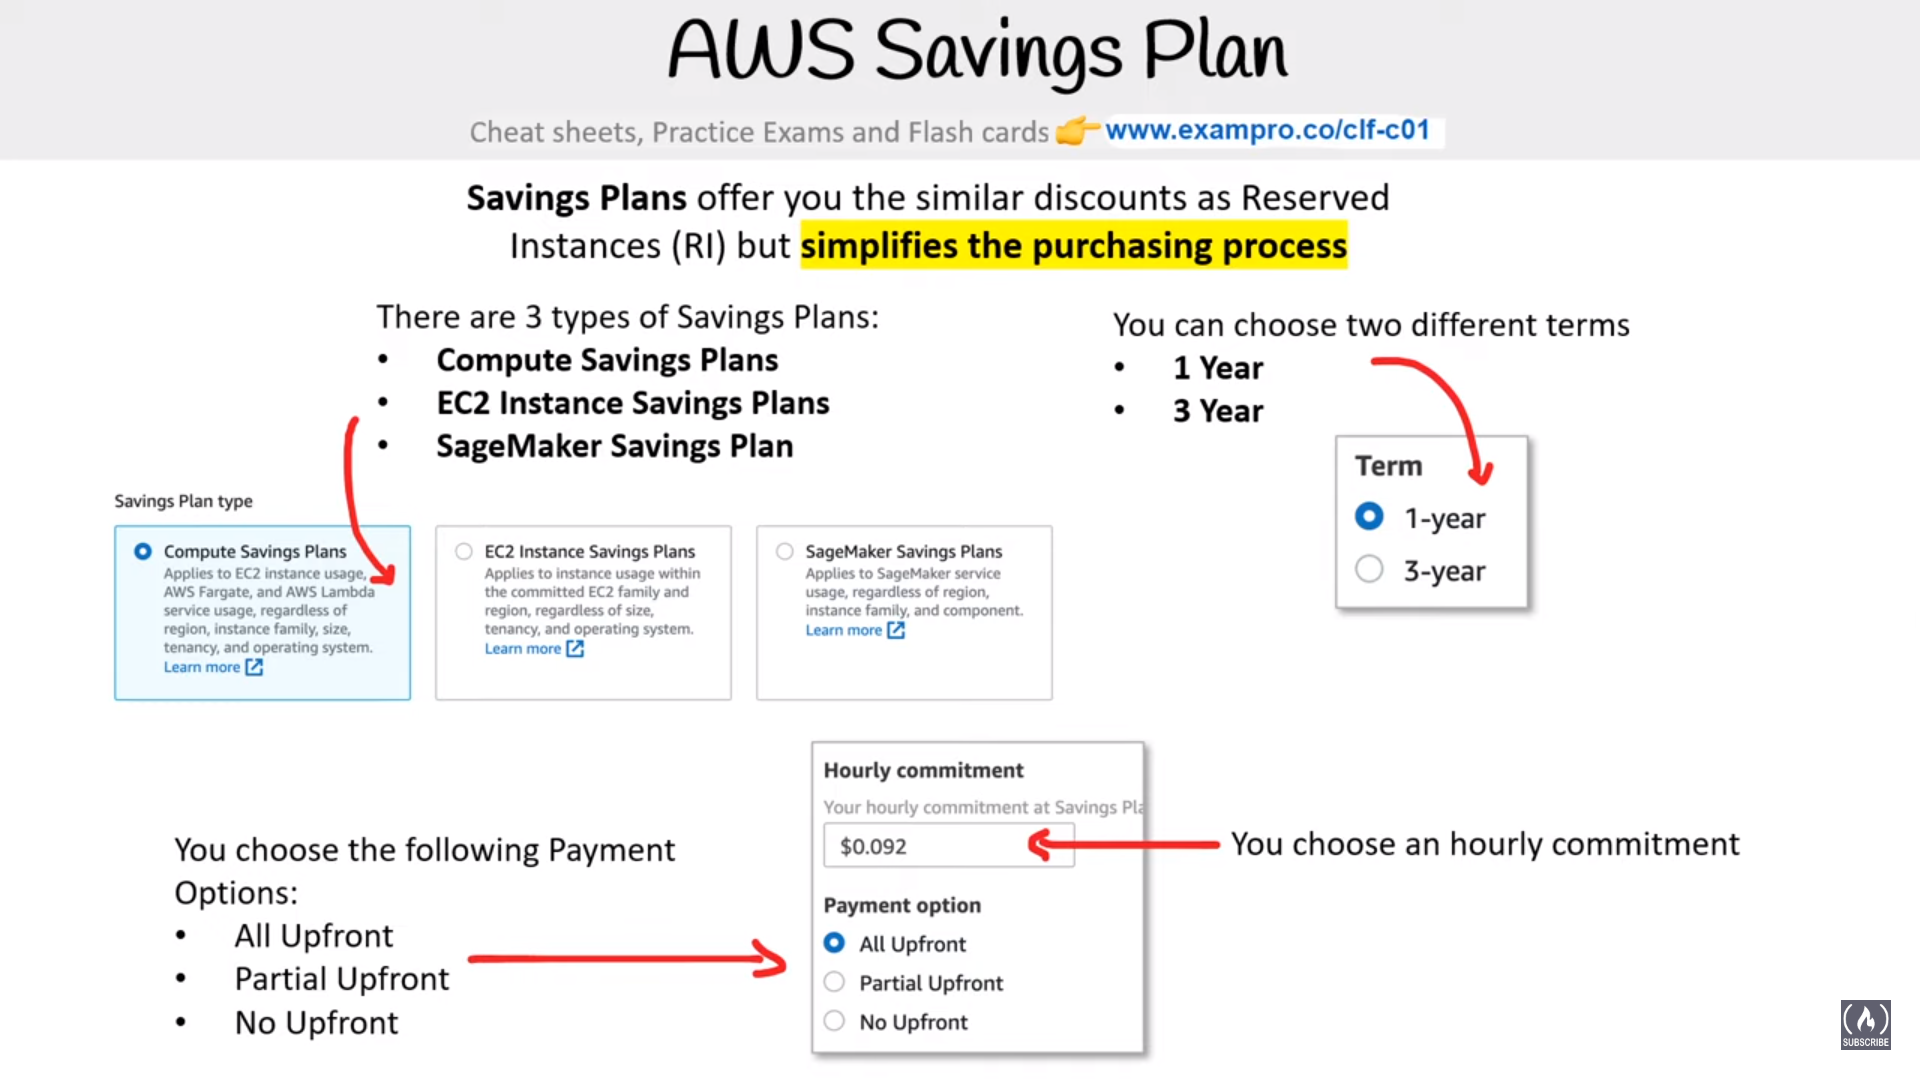 AWS Savings Plan
Cheat sheets, Practice Exams and Flash cards www.exampro.co/clf-c01
Savings Plans offer you the similar discounts as Reserved
Instances (RI) but simplifies the purchasing process
There are 3 types of Savings Plans:
• Compute Savings Plans
• EC2 Instance Savings Plans
• SageMaker Savings Plan
You can choose two different terms
• 1 Year
• 3 Year
Term
1-year
3-year
Savings Plan type
Compute Savings Plans
Applies to EC2 instance usage,
AWS Fargate, and AWS Lambda
service usage, regardless of
region, instance family, size,
tenancy, and operating system.
Learn more
EC2 Instance Savings Plans
Applies to instance usage within
the committed EC2 family and
region, regardless of size,
tenancy, and operating system.
Learn more
SageMaker Savings Plans
Applies to SageMaker service
usage, regardless of region,
instance family, and component.
Learn more
You choose the following Payment
Options:
• All Upfront
• Partial Upfront
• No Upfront
Hourly commitment
Your hourly commitment at Savings Pla
$0.092
Payment option
All Upfront
Partial Upfront
No Upfront
You choose an hourly commitment
SUBSCRIBE